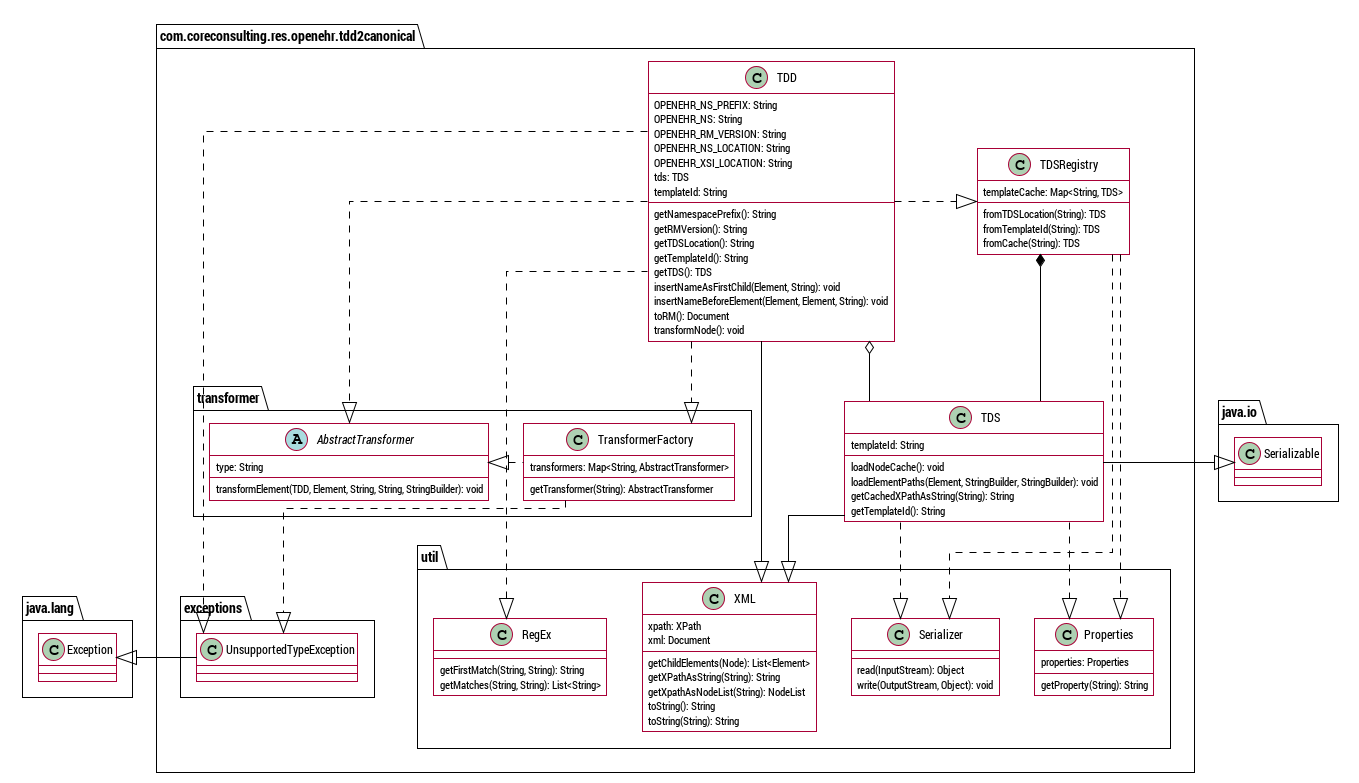 com.coreconsulting.res.openehr.tdd2canonical
C TDD
OPENEHR_NS_PREFIX: String
OPENEHR_NS: String
OPENEHR_RM_VERSION: String
OPENEHR_NS_LOCATION: String
OPENEHR_XSI_LOCATION: String
tds: TDS
templateId: String
getNamespacePrefix(): String
getRMVersion(): String
getTDSLocation(): String
getTemplateId(): String
getTDS(): TDS
insertNameAsFirstChild(Element, String): void
insertNameBeforeElement(Element, Element, String): void
toRM(): Document
transformNode(): void
C TDSRegistry
templateCache: Map<String, TDS>
fromTDSLocation(String): TDS
fromTemplateId(String): TDS
fromCache(String): TDS
transformer
A AbstractTransformer
type: String
transformElement(TDD, Element, String, String, StringBuilder): void
C TransformerFactory
transformers: Map<String, AbstractTransformer>
getTransformer(String): AbstractTransformer
C TDS
templateId: String
loadNodeCache(): void
loadElementPaths(Element, StringBuilder, StringBuilder): void
getCachedXPathAsString(String): String
getTemplateId(): String
java.io
C Serializable
java.lang
C Exception
exceptions
C UnsupportedTypeException
util
C RegEx
getFirstMatch(String, String): String
getMatches(String, String): List<String>
C XML
xpath: XPath
xml: Document
getChildElements(Node): List<Element>
getXPathAsString(String): String
getXpathAsNodeList(String): NodeList
toString(): String
toString(String): String
C Serializer
read(InputStream): Object
write(OutputStream, Object): void
C Properties
properties: Properties
getProperty(String): String